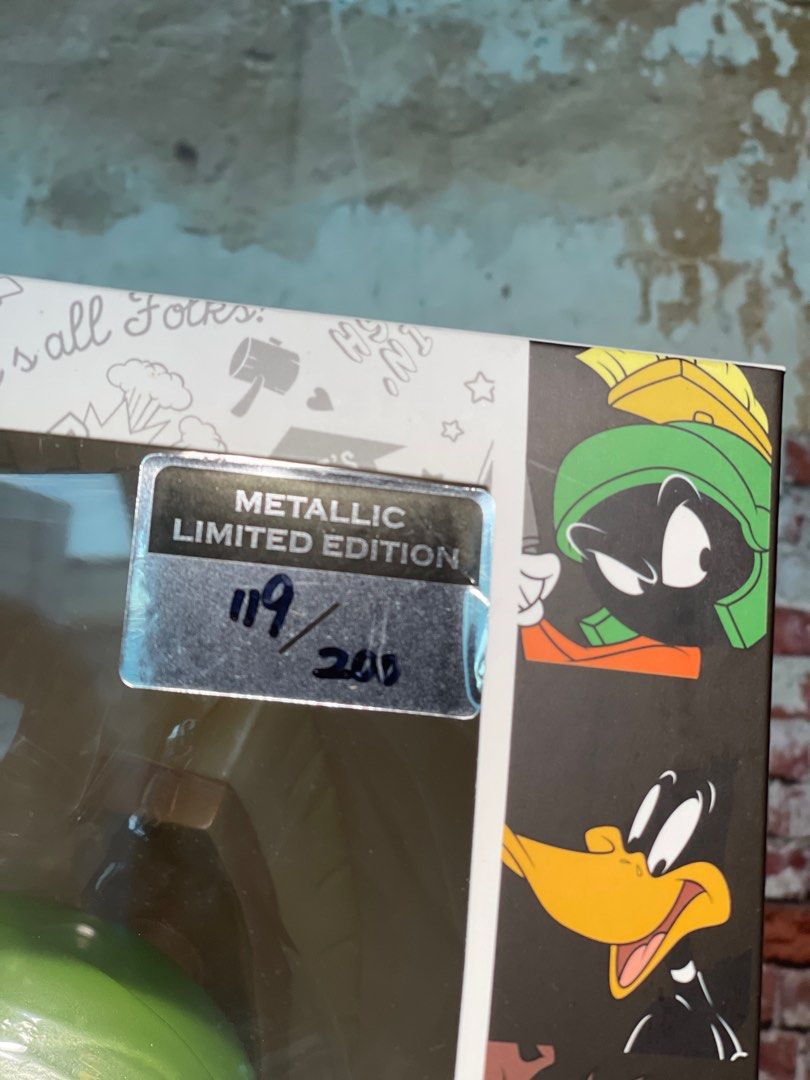 's all Folks!
METALLIC
LIMITED EDITION
119/200